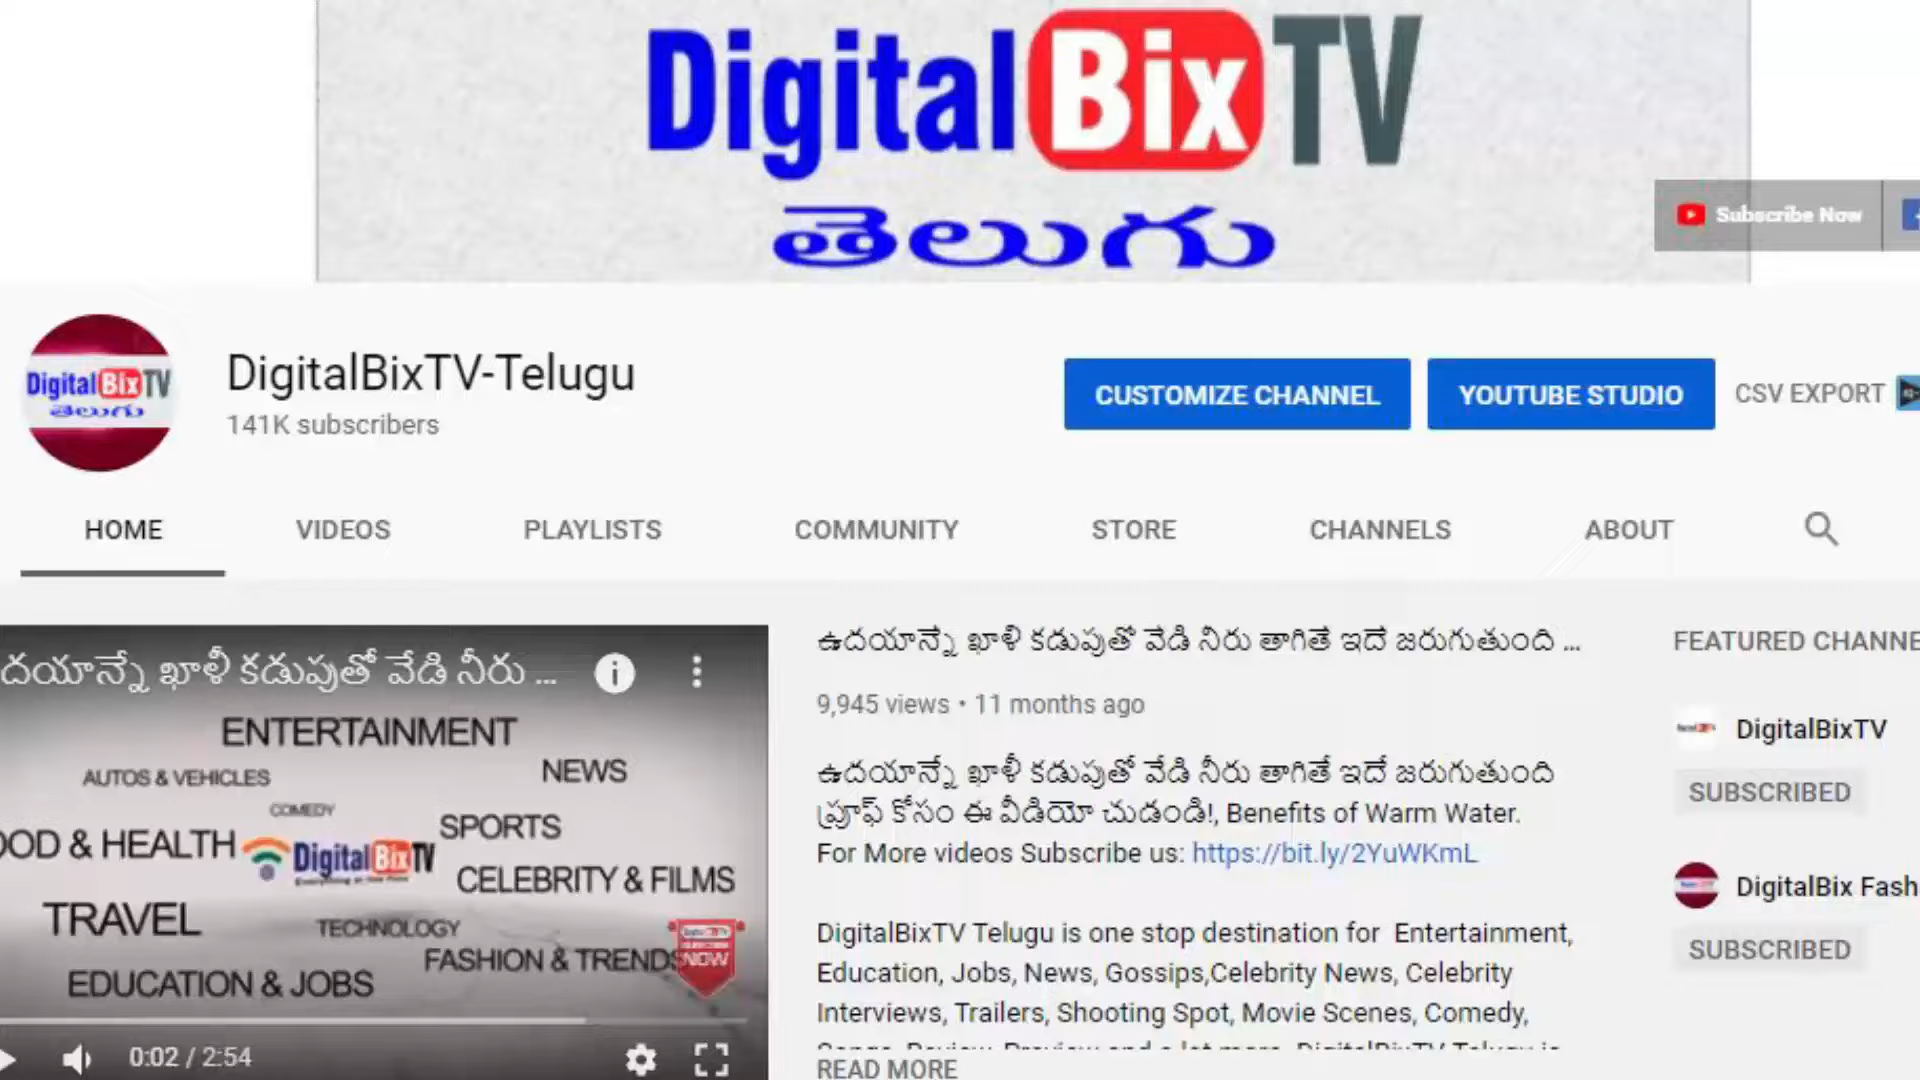 DigitalBixTV
తెలుగు
Subscribe Now
DigitalBixTV
తెలుగు
DigitalBixTV-Telugu
141K subscribers
CUSTOMIZE CHANNEL
YOUTUBE STUDIO
CSV EXPORT
HOME
VIDEOS
PLAYLISTS
COMMUNITY
STORE
CHANNELS
ABOUT
దయాన్నే ఖాళీ కడుపుతో వేడి నీరు ...
ENTERTAINMENT
AUTOS & VEHICLES
NEWS
COMEDY
SPORTS
OOD & HEALTH
DigitalBixTV
CELEBRITY & FILMS
TRAVEL
TECHNOLOGY
FASHION & TRENDS
NOW
EDUCATION & JOBS
0:02 / 2:54
ఉదయాన్నే ఖాళీ కడుపుతో వేడి నీరు తాగితే ఇదే జరుగుతుంది ...
9,945 views • 11 months ago
ఉదయాన్నే ఖాళీ కడుపుతో వేడి నీరు తాగితే ఇదే జరుగుతుంది
ప్రూఫ్ కోసం ఈ వీడియో చుడండి!, Benefits of Warm Water.
For More videos Subscribe us: https://bit.ly/2YuWKmL
DigitalBixTV Telugu is one stop destination for Entertainment,
Education, Jobs, News, Gossips,Celebrity News, Celebrity
Interviews, Trailers, Shooting Spot, Movie Scenes, Comedy,
READ MORE
FEATURED CHANNE
DigitalBixTV
SUBSCRIBED
DigitalBix Fash
SUBSCRIBED